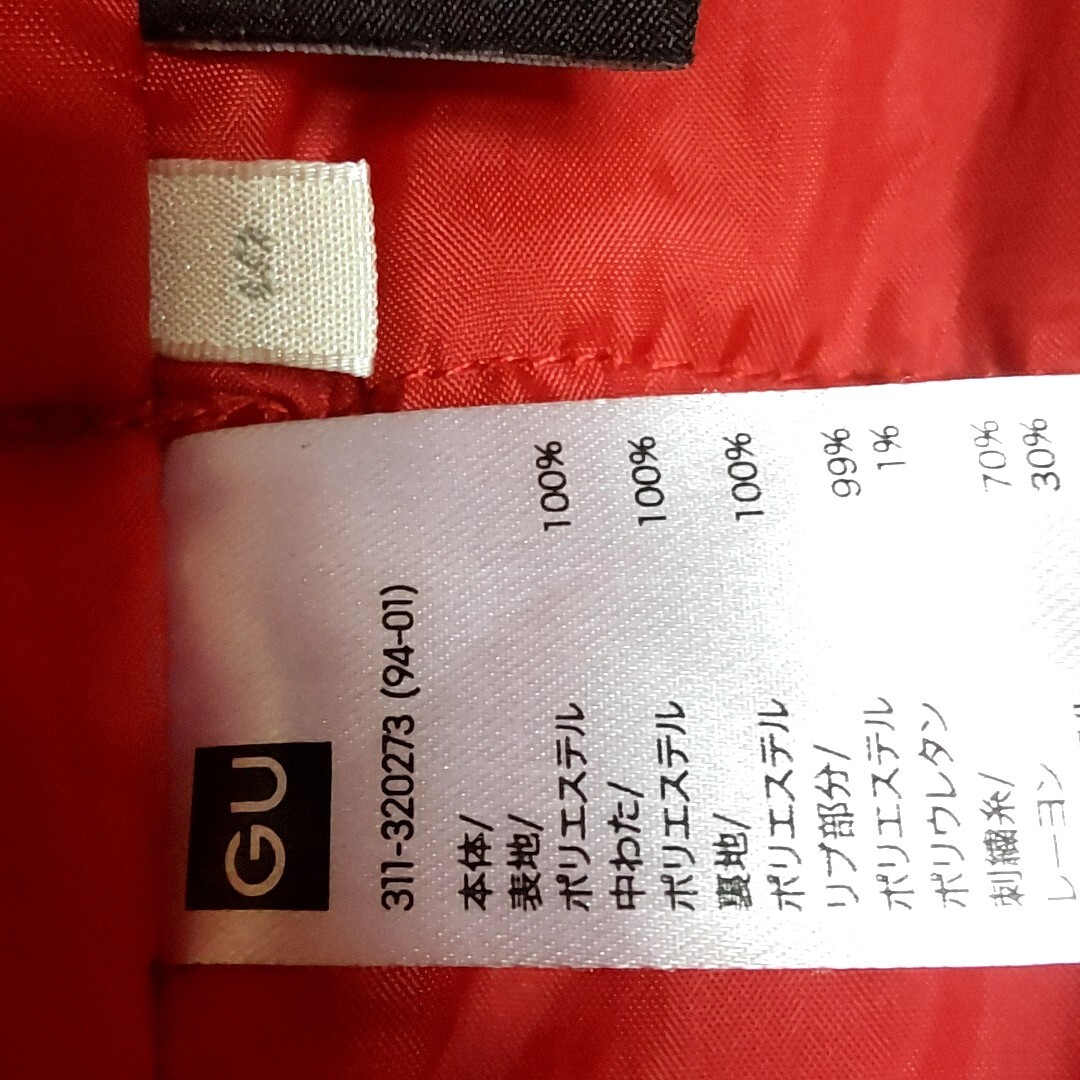 GU
311-320273 (94-01)
本体/
表地/
ポリエステル 100%
中わた/
ポリエステル 100%
裏地/
ポリエステル 100%
リブ部分/
ポリエステル 99%
ポリウレタン 1%
刺繍糸/ 70%
レーヨン 30%